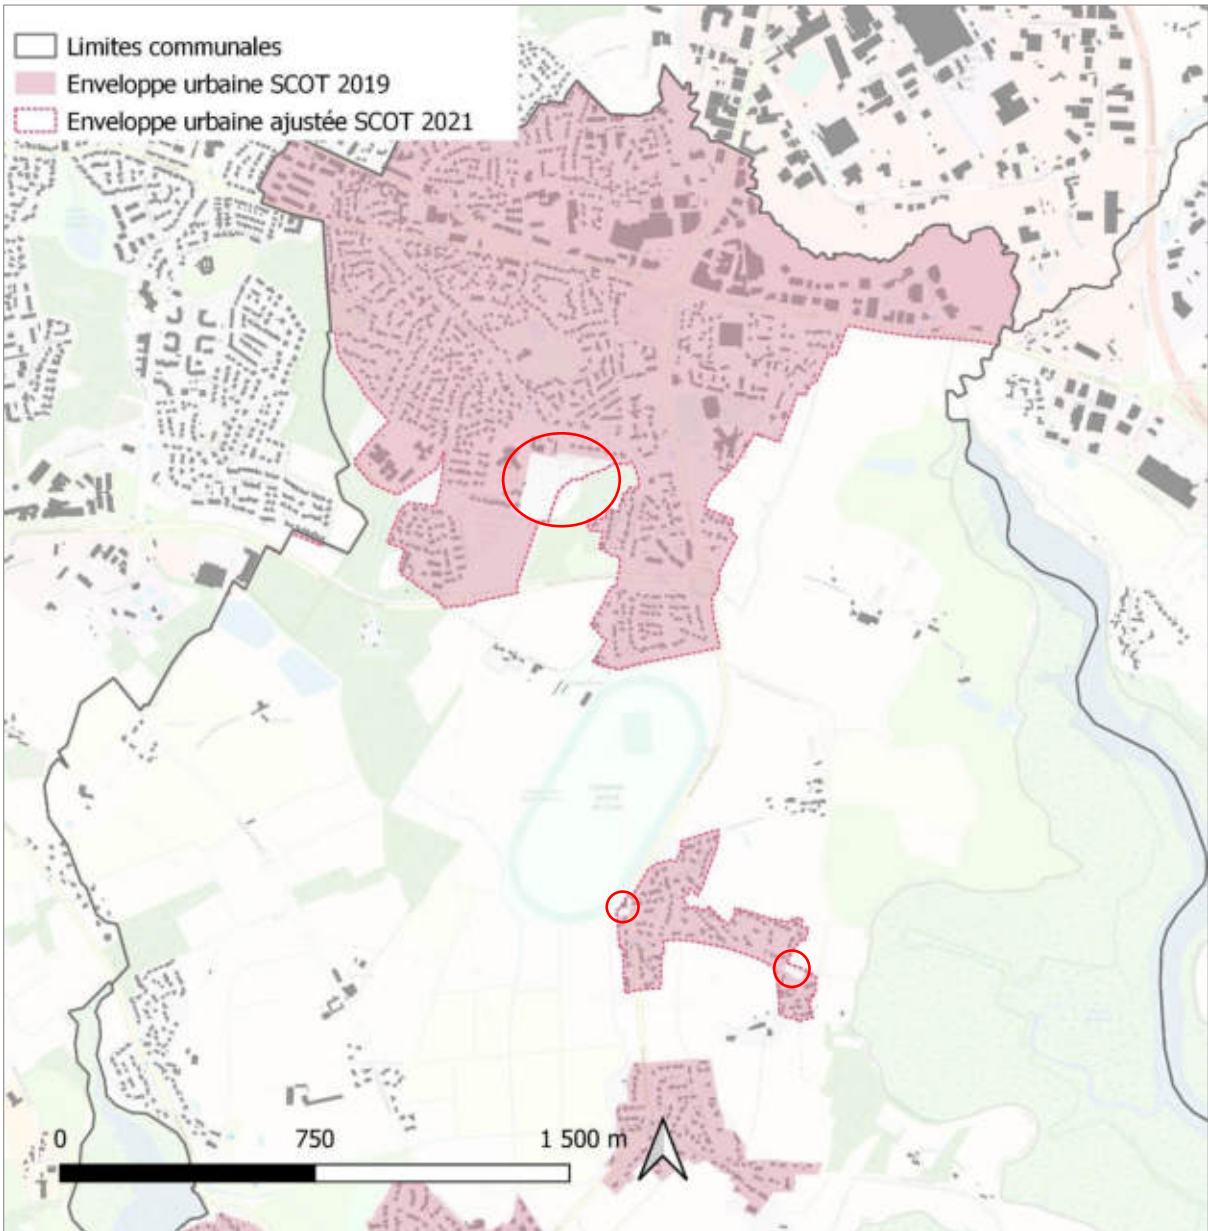 Limites communales
Enveloppe urbaine SCOT 2019
Enveloppe urbaine ajustée SCOT 2021
0 750 1 500 m